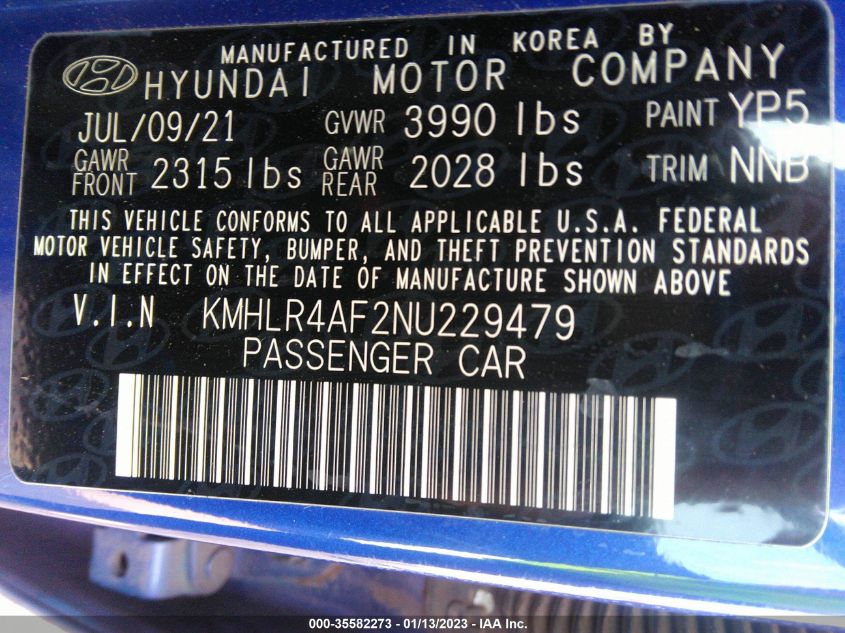 MANUFACTURED IN KOREA BY
HYUNDAI MOTOR COMPANY
JUL/09/21 GVWR 3990 lbs PAINT YP5
GAWR FRONT 2315 lbs GAWR REAR 2028 lbs TRIM NNB
THIS VEHICLE CONFORMS TO ALL APPLICABLE U.S.A. FEDERAL
MOTOR VEHICLE SAFETY, BUMPER, AND THEFT PREVENTION STANDARDS
IN EFFECT ON THE DATE OF MANUFACTURE SHOWN ABOVE
V.I.N KMHLR4AF2NU229479
PASSENGER CAR
000-35582273 - 01/13/2023 - IAA Inc.